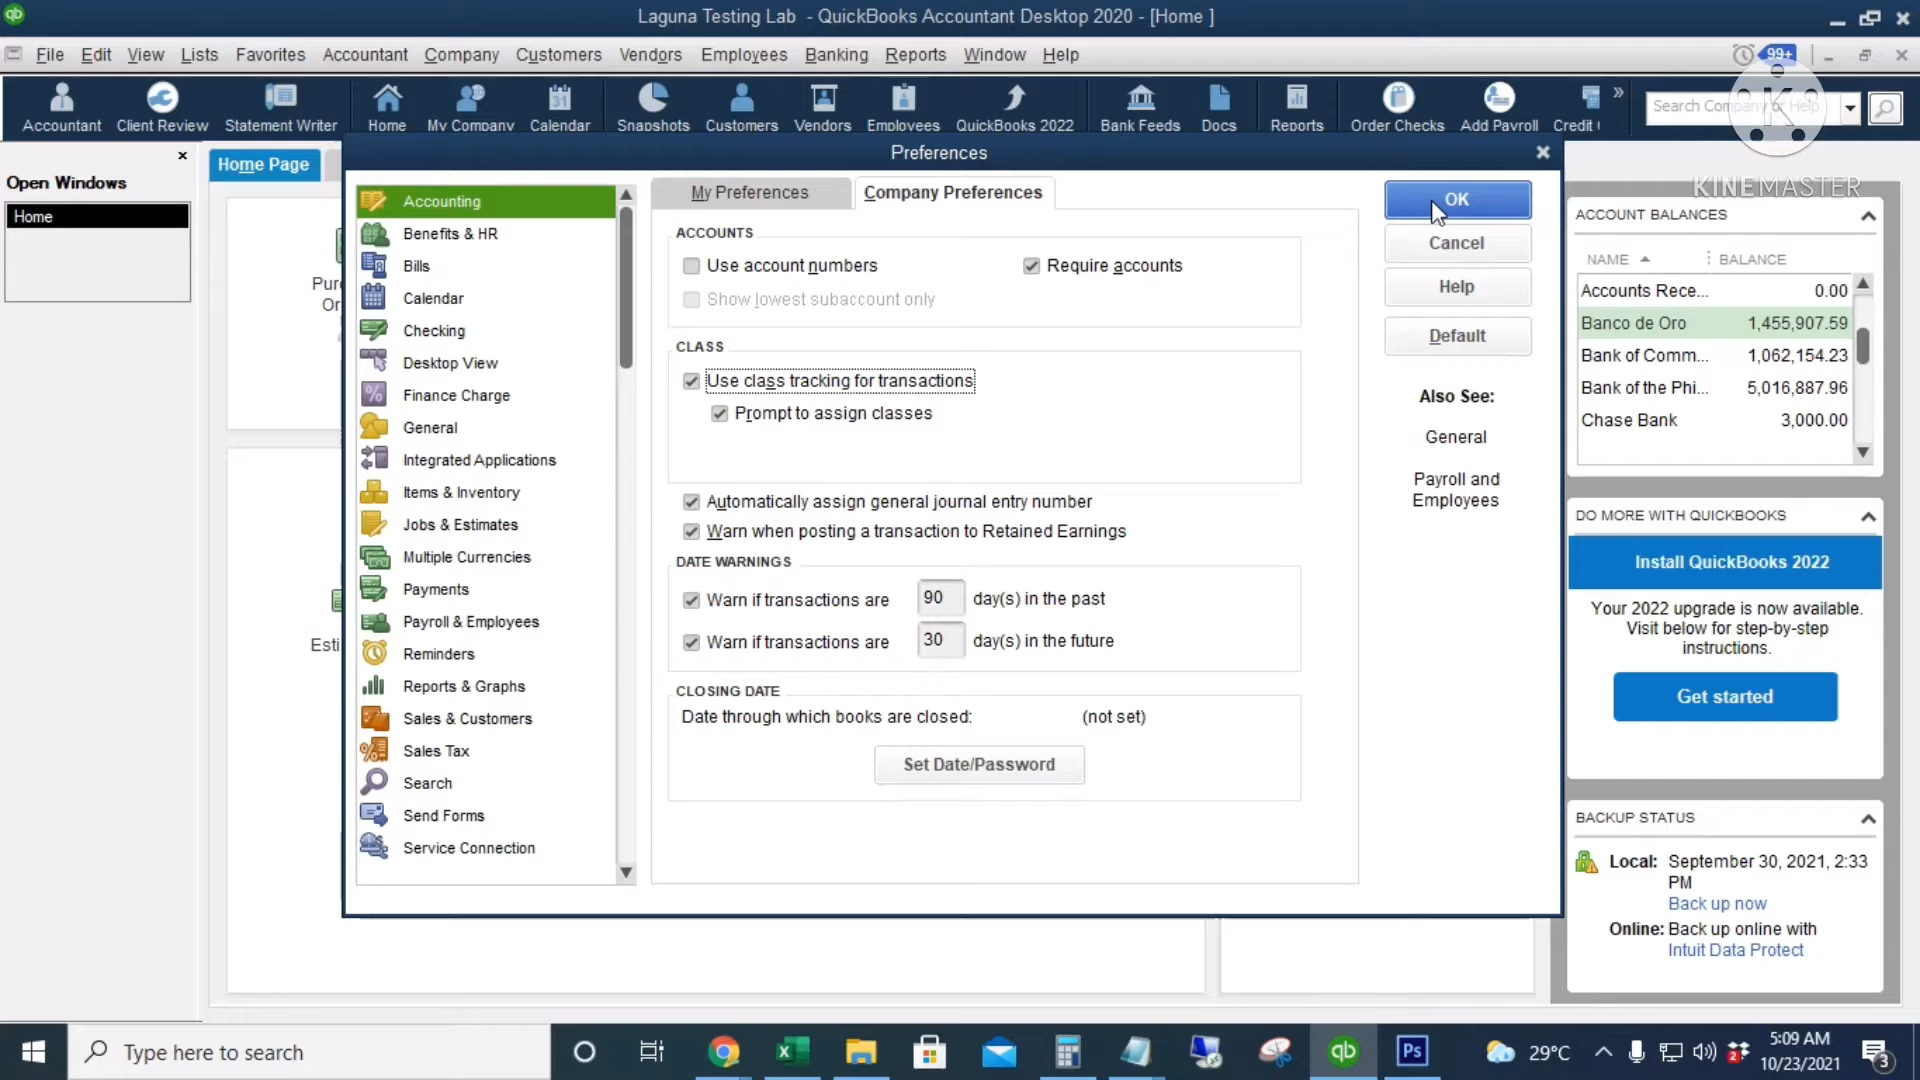 Laguna Testing Lab - QuickBooks Accountant Desktop 2020 - [Home ]
File Edit View Lists Favorites Accountant Company Customers Vendors Employees Banking Reports Window Help
99+
Accountant Client Review Statement Writer Home My Company Calendar Snapshots Customers Vendors Employees QuickBooks 2022 Bank Feeds Docs Reports Order Checks Add Payroll Credit
Search Company or Help
K
KINEMASTER
Open Windows
Home
Home Page
Pur
Or
Esti
Preferences
Accounting
Benefits & HR
Bills
Calendar
Checking
Desktop View
Finance Charge
General
Integrated Applications
Items & Inventory
Jobs & Estimates
Multiple Currencies
Payments
Payroll & Employees
Reminders
Reports & Graphs
Sales & Customers
Sales Tax
Search
Send Forms
Service Connection
My Preferences Company Preferences
ACCOUNTS
Use account numbers Require accounts
Show lowest subaccount only
CLASS
Use class tracking for transactions
Prompt to assign classes
Automatically assign general journal entry number
Warn when posting a transaction to Retained Earnings
DATE WARNINGS
Warn if transactions are 90 day(s) in the past
Warn if transactions are 30 day(s) in the future
CLOSING DATE
Date through which books are closed: (not set)
Set Date/Password
OK
Cancel
Help
Default
Also See:
General
Payroll and
Employees
ACCOUNT BALANCES
NAME BALANCE
Accounts Rece... 0.00
Banco de Oro 1,455,907.59
Bank of Comm... 1,062,154.23
Bank of the Phi... 5,016,887.96
Chase Bank 3,000.00
DO MORE WITH QUICKBOOKS
Install QuickBooks 2022
Your 2022 upgrade is now available.
Visit below for step-by-step
instructions.
Get started
BACKUP STATUS
Local: September 30, 2021, 2:33
PM
Back up now
Online: Back up online with
Intuit Data Protect
Type here to search
29°C
5:09 AM
10/23/2021
3